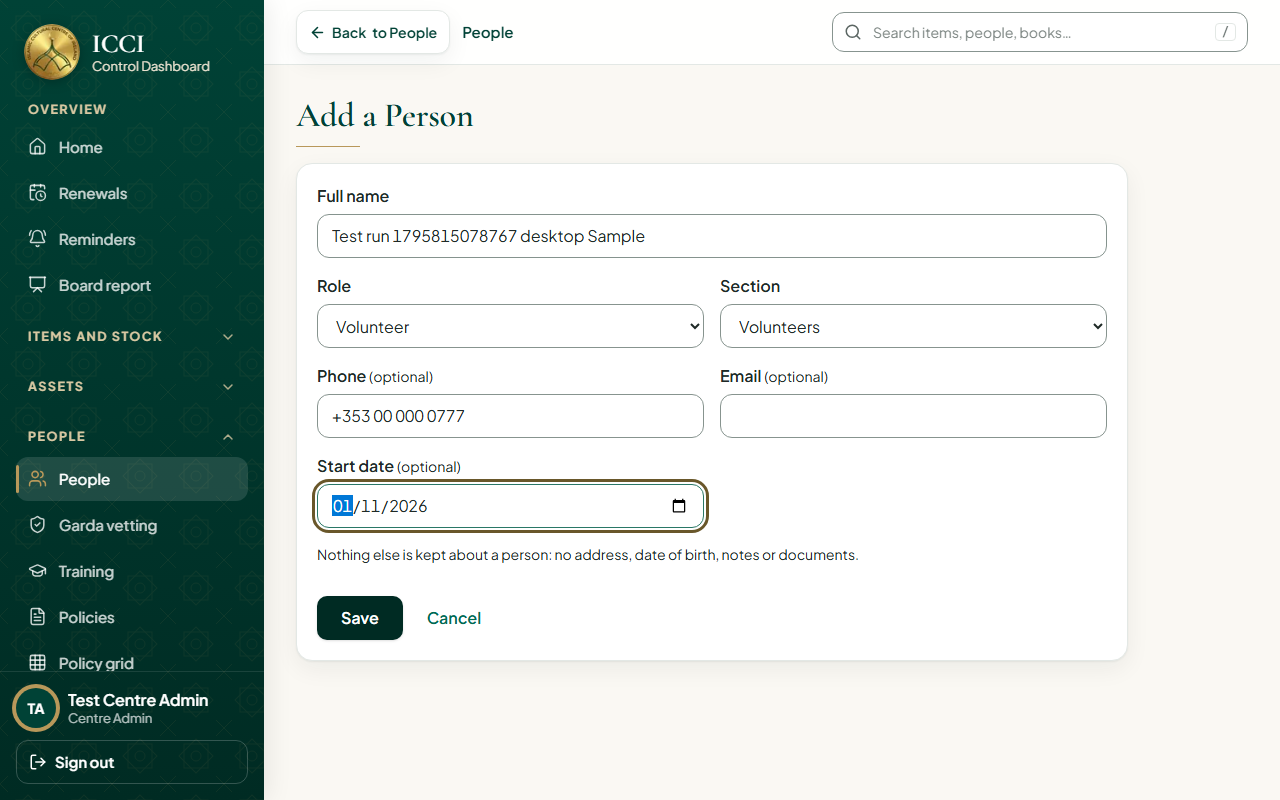 ICCI
Control Dashboard
OVERVIEW
Home
Renewals
Reminders
Board report
ITEMS AND STOCK
ASSETS
PEOPLE
People
Garda vetting
Training
Policies
Policy grid
TA
Test Centre Admin
Centre Admin
Sign out
Back to People
People
Search items, people, books...
/
Add a Person
Full name
Test run 1795815078767 desktop Sample
Role
Section
Volunteer
Volunteers
Phone (optional)
Email (optional)
+353 00 000 0777
Start date (optional)
01/11/2026
Nothing else is kept about a person: no address, date of birth, notes or documents.
Save
Cancel